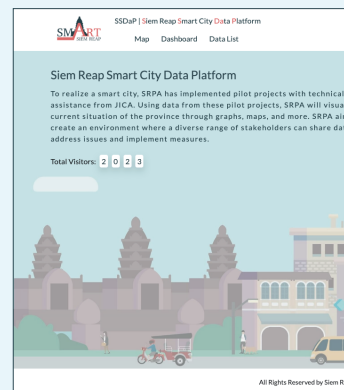 SMART
SIEM REAP
SSDaP | Siem Reap Smart City Data Platform
Map Dashboard Data List
Siem Reap Smart City Data Platform
To realize a smart city, SRPA has implemented pilot projects with technical
assistance from JICA. Using data from these pilot projects, SRPA will visua
current situation of the province through graphs, maps, and more. SRPA ai
create an environment where a diverse range of stakeholders can share dat
address issues and implement measures.
Total Visitors: 2 0 2 3
All Rights Reserved by Siem R